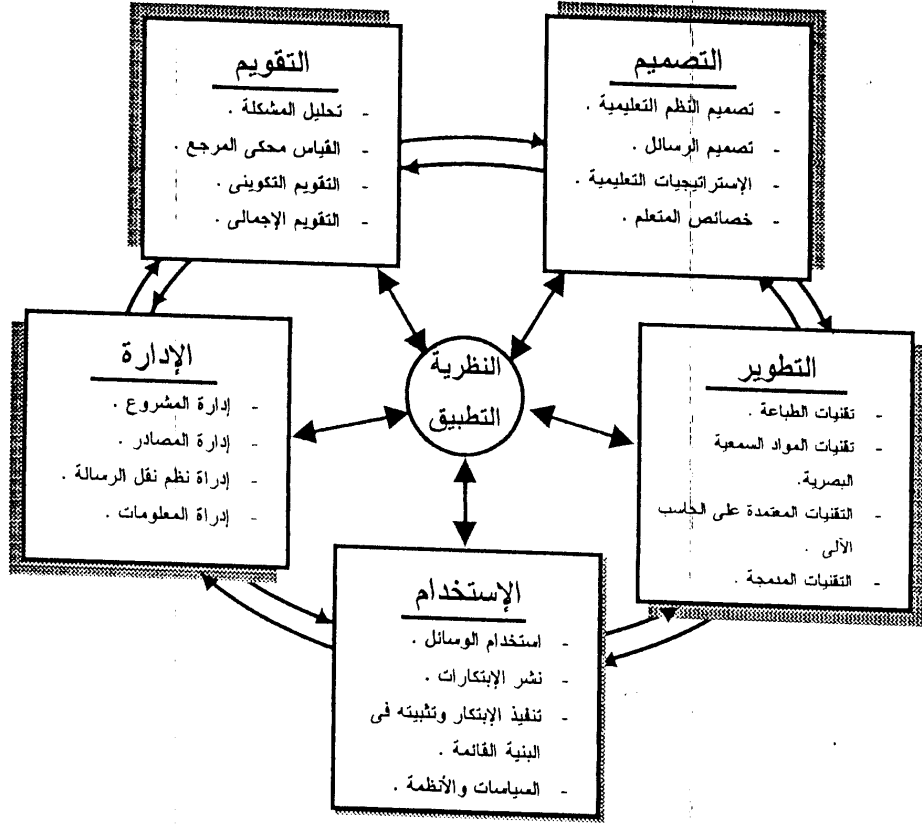 التصميم
- تصميم النظم التعليمية .
- تصميم الرسائل .
- الإستراتيجيات التعليمية .
- خصائص المتعلم .
التقويم
- تحليل المشكلة .
- القياس محكى المرجع .
- التقويم التكوينى .
- التقويم الإجمالى .
النظرية
التطبيق
التطوير
- تقنيات الطباعة .
- تقنيات المواد السمعية
البصرية.
- التقنيات المعتمدة على الحاسب
الآلى .
- التقنيات المدمجة .
الإدارة
- إدارة المشروع .
- إدارة المصادر .
- إدراة نظم نقل الرسالة .
- إدراة المعلومات .
الإستخدام
- استخدام الوسائل .
- نشر الإبتكارات .
- تنفيذ الإبتكار وتثبيته فى
البنية القائمة .
- السياسات والأنظمة .